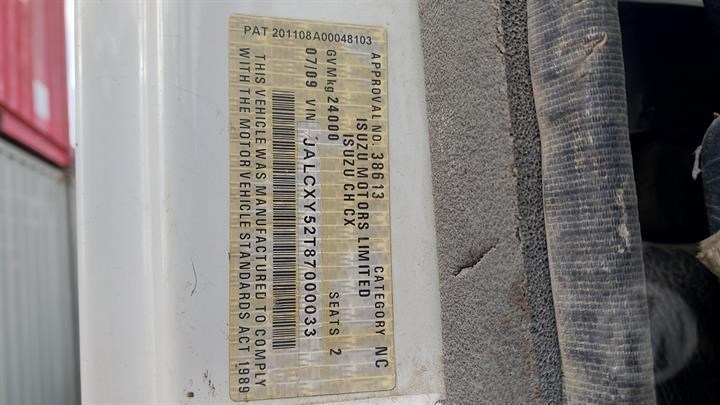 APPROVAL NO. 38613 CATEGORY NC
ISUZU MOTORS LIMITED
ISUZU CH CX
GVMkg 24000 SEATS 2
07/09 VIN JALCXY52T87000033
THIS VEHICLE WAS MANUFACTURED TO COMPLY
WITH THE MOTOR VEHICLE STANDARDS ACT 1989
PAT 201108A00048103